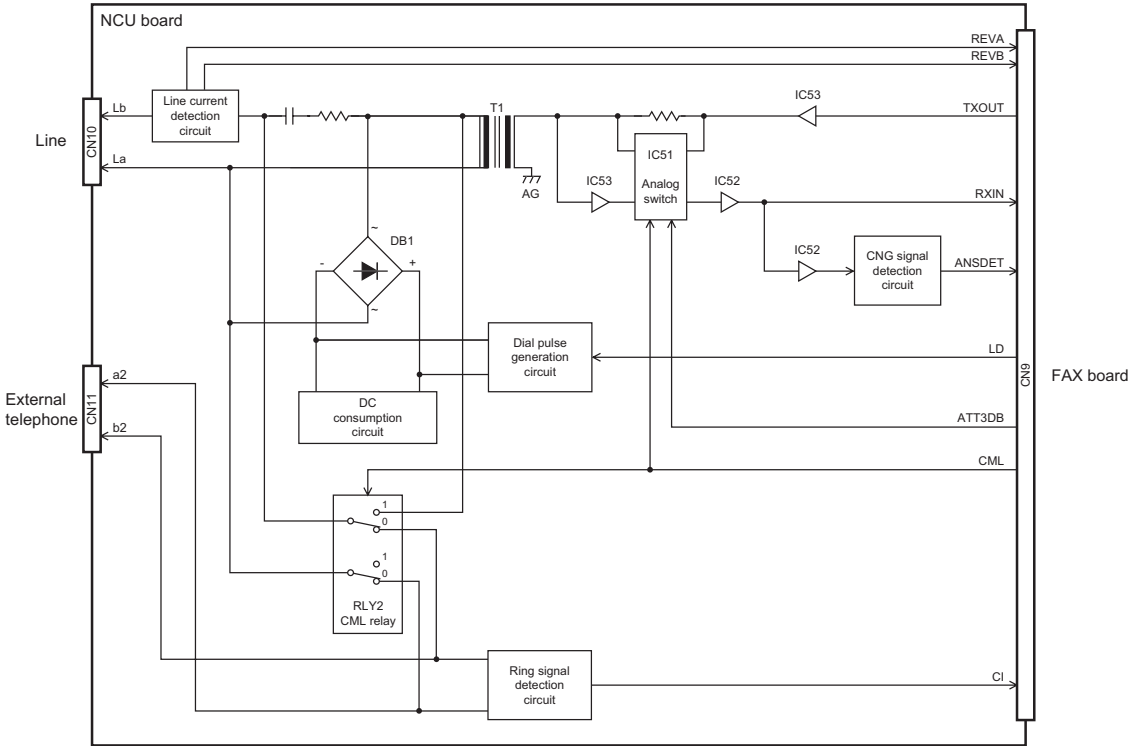 NCU board
REVA
REVB
Line current
detection
circuit
Lb
La
Line
CN10
T1
AG
IC53
TXOUT
IC51
Analog
switch
IC53
IC52
RXIN
IC52
CNG signal
detection
circuit
ANSDET
~
DB1
-
+
~
Dial pulse
generation
circuit
LD
CN9
FAX board
DC
consumption
circuit
External
telephone
CN11
a2
b2
ATT3DB
CML
1
0
1
0
RLY2
CML relay
Ring signal
detection
circuit
CI